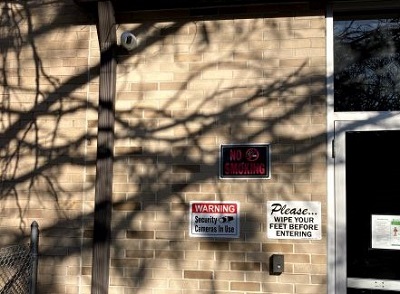 NO
SMOKING
WARNING
Security
Cameras In Use
Please...
WIPE YOUR
FEET BEFORE
ENTERING